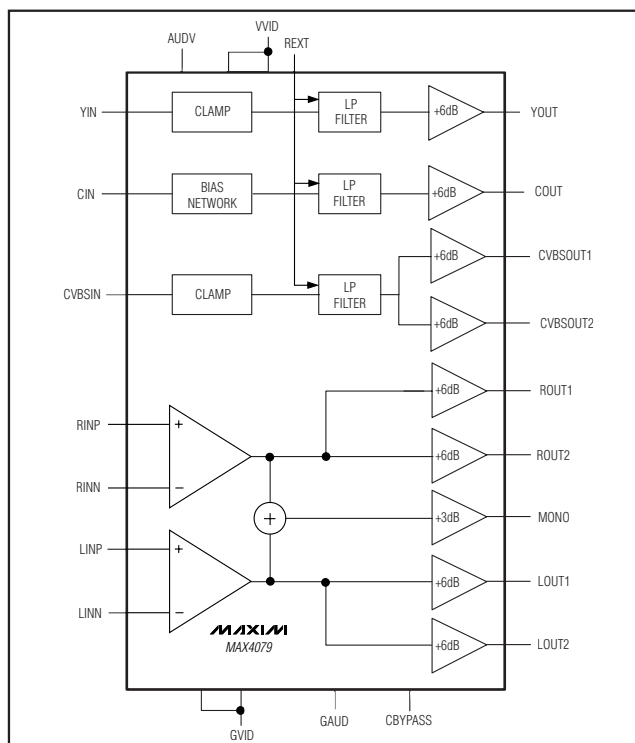 VVID
AUDV
REXT
YIN
CLAMP
LP
FILTER
+6dB
YOUT
CIN
BIAS
NETWORK
LP
FILTER
+6dB
COUT
+6dB
CVBSOUT1
CVBSIN
CLAMP
LP
FILTER
+6dB
CVBSOUT2
+6dB
ROUT1
RINP
+
+6dB
ROUT2
RINN
−
+
+3dB
MONO
LINP
+
+6dB
LOUT1
LINN
−
MAXIM
MAX4079
+6dB
LOUT2
GVID
GAUD
CBYPASS